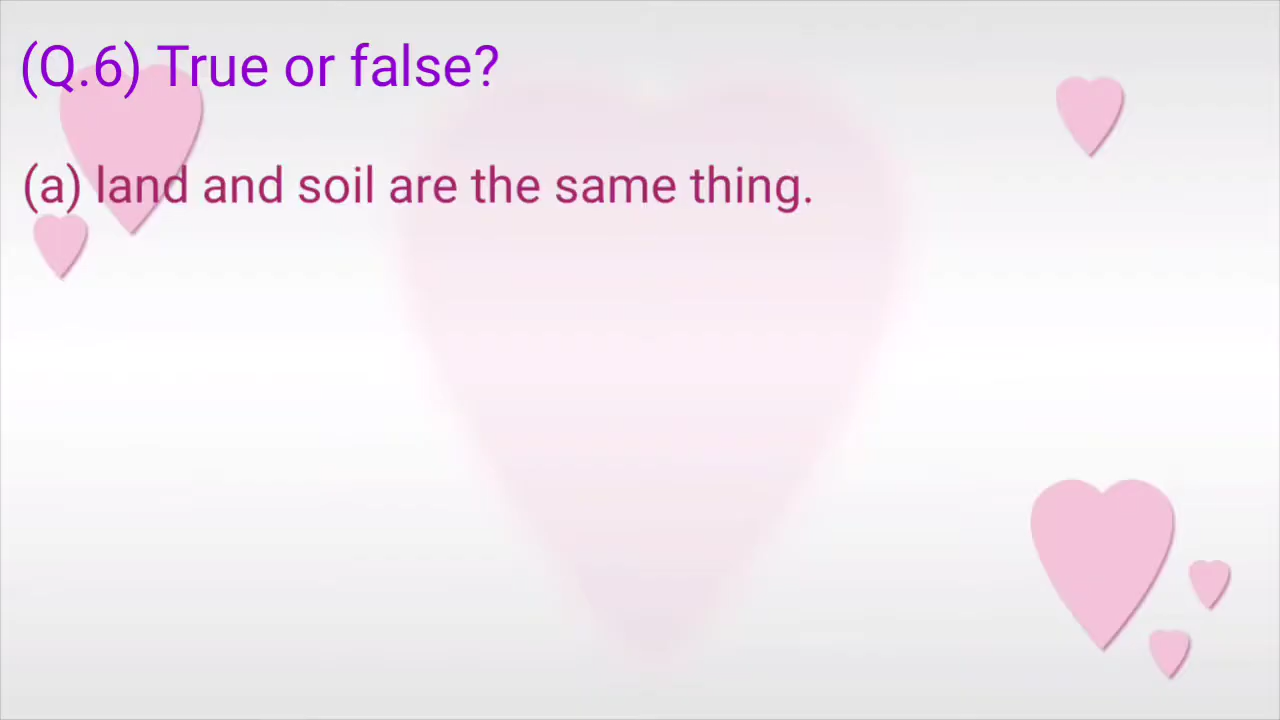 (Q.6) True or false?
(a) land and soil are the same thing.